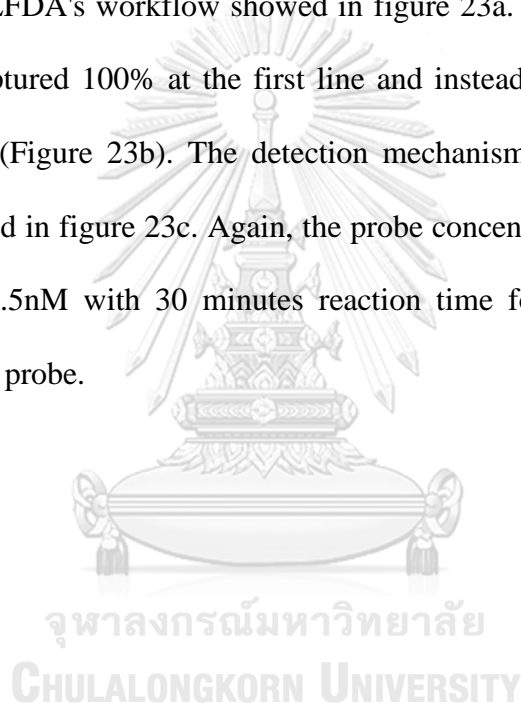 LFDA's workflow showed in figure 23a.
ptured 100% at the first line and instead
(Figure 23b). The detection mechanism
d in figure 23c. Again, the probe concen
.5nM with 30 minutes reaction time fo
probe.
จุฬาลงกรณ์มหาวิทยาลัย
CHULALONGKORN UNIVERSITY